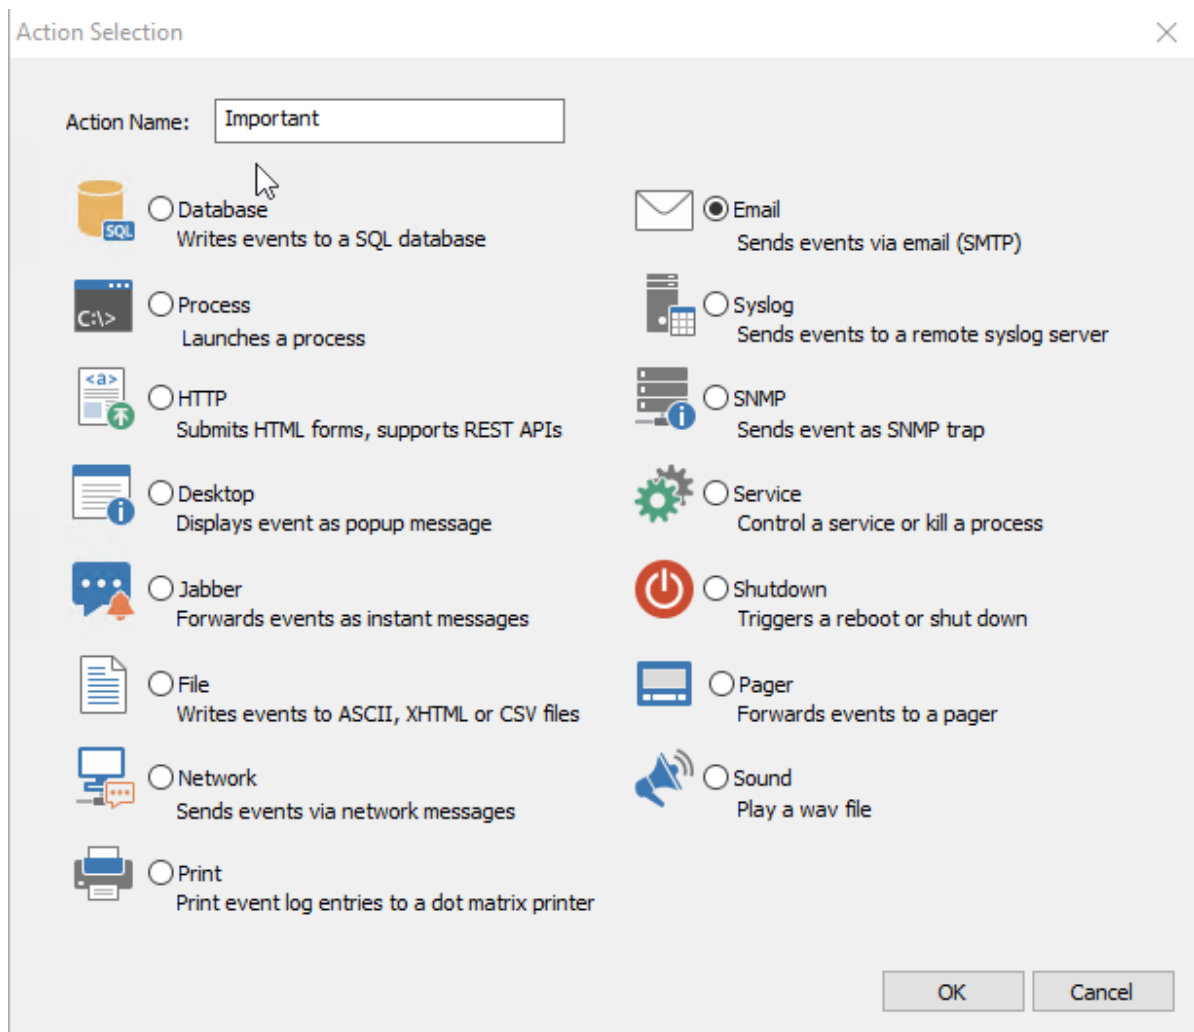 Action Selection
Action Name:
Important
SQL
Database
Writes events to a SQL database
Email
Sends events via email (SMTP)
C:\>
Process
Launches a process
Syslog
Sends events to a remote syslog server
<a>
HTTP
Submits HTML forms, supports REST APIs
SNMP
Sends event as SNMP trap
Desktop
Displays event as popup message
Service
Control a service or kill a process
Jabber
Forwards events as instant messages
Shutdown
Triggers a reboot or shut down
File
Writes events to ASCII, XHTML or CSV files
Pager
Forwards events to a pager
Network
Sends events via network messages
Sound
Play a wav file
Print
Print event log entries to a dot matrix printer
OK
Cancel